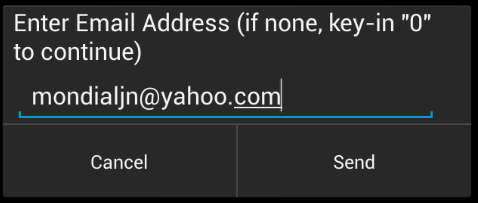 Enter Email Address (if none, key-in "0"
to continue)
mondialjn@yahoo.com
Cancel
Send